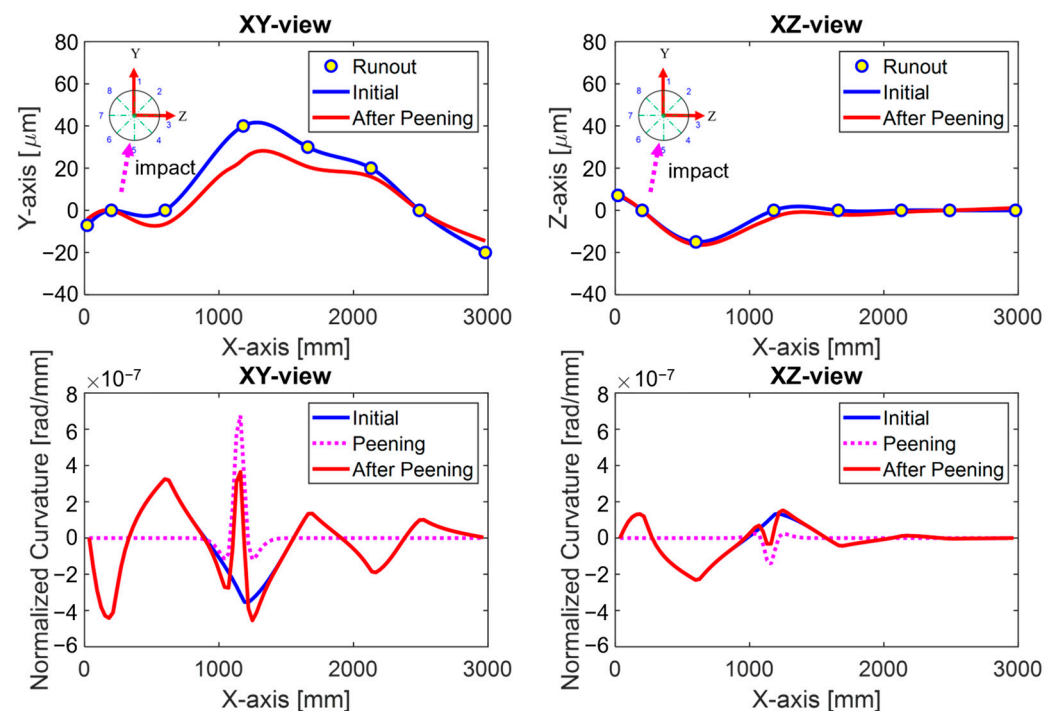 XY-view
80
60
40
20
0
−20
−40
Y-axis [μm]
Y
Z
1
2
3
4
5
6
7
8
impact
Runout
Initial
After Peening
0
1000
2000
3000
X-axis [mm]
XZ-view
80
60
40
20
0
−20
−40
Z-axis [μm]
Y
Z
1
2
3
4
5
6
7
8
impact
Runout
Initial
After Peening
0
1000
2000
3000
X-axis [mm]
XY-view
×10⁻⁷
8
6
4
2
0
−2
−4
−6
Normalized Curvature [rad/mm]
Initial
Peening
After Peening
0
1000
2000
3000
X-axis [mm]
XZ-view
×10⁻⁷
8
6
4
2
0
−2
−4
−6
Normalized Curvature [rad/mm]
Initial
Peening
After Peening
0
1000
2000
3000
X-axis [mm]